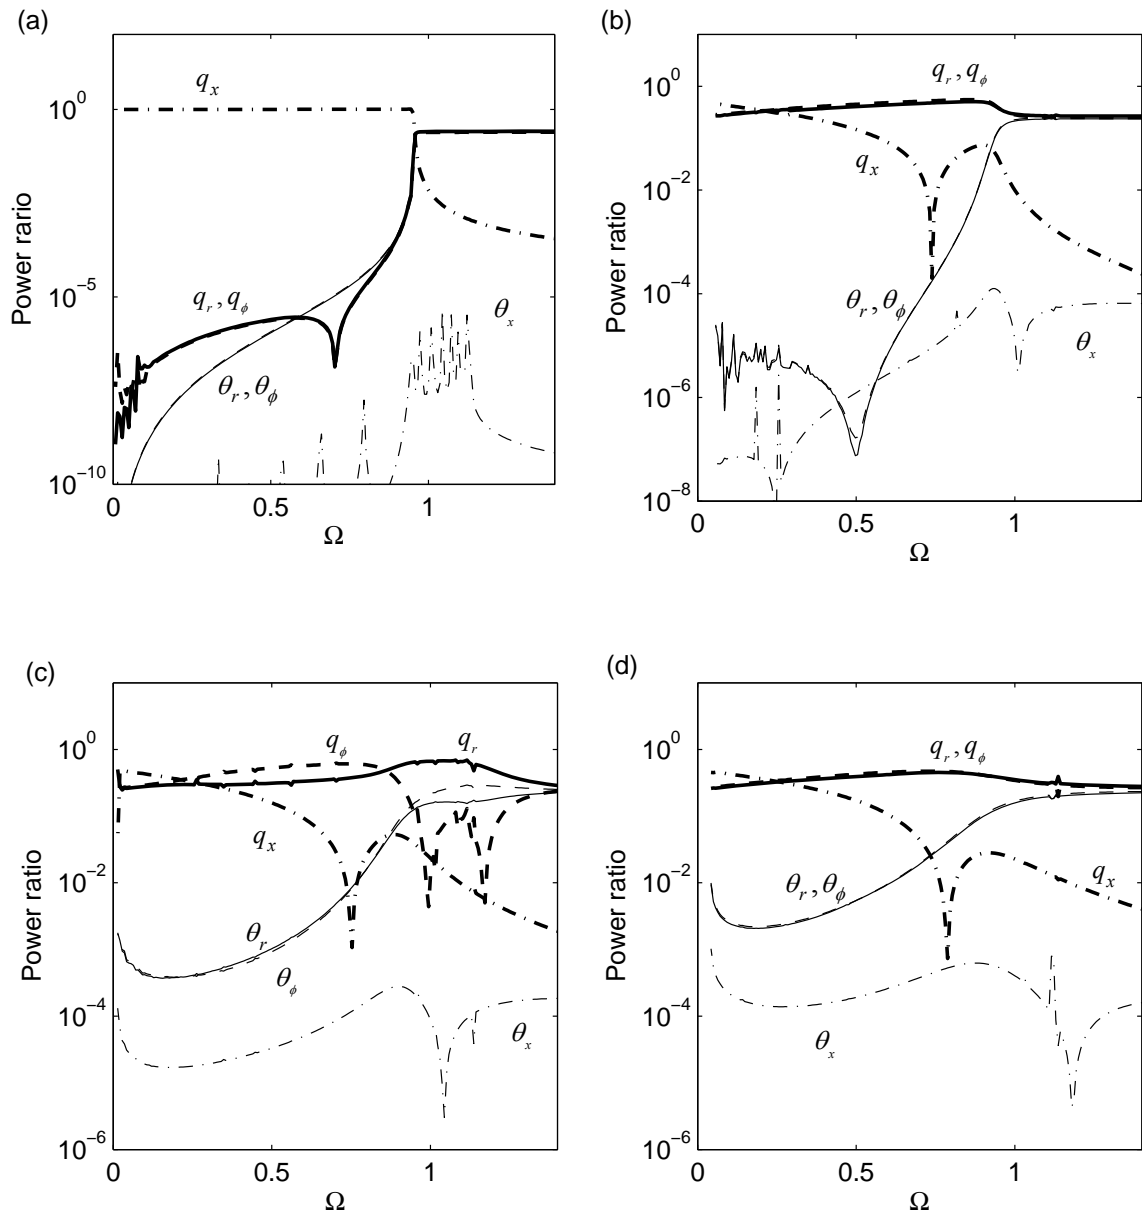 (a)
Power rario
10^0
10^−5
10^−10
q_x
q_r, q_ϕ
θ_r, θ_ϕ
θ_x
0
0.5
1
Ω
(b)
Power ratio
10^0
10^−2
10^−4
10^−6
10^−8
q_r, q_ϕ
q_x
θ_r, θ_ϕ
θ_x
0
0.5
1
Ω
(c)
Power ratio
10^0
10^−2
10^−4
10^−6
q_ϕ
q_r
q_x
θ_r
θ_ϕ
θ_x
0
0.5
1
Ω
(d)
Power ratio
10^0
10^−2
10^−4
10^−6
q_r, q_ϕ
q_x
θ_r, θ_ϕ
θ_x
0
0.5
1
Ω